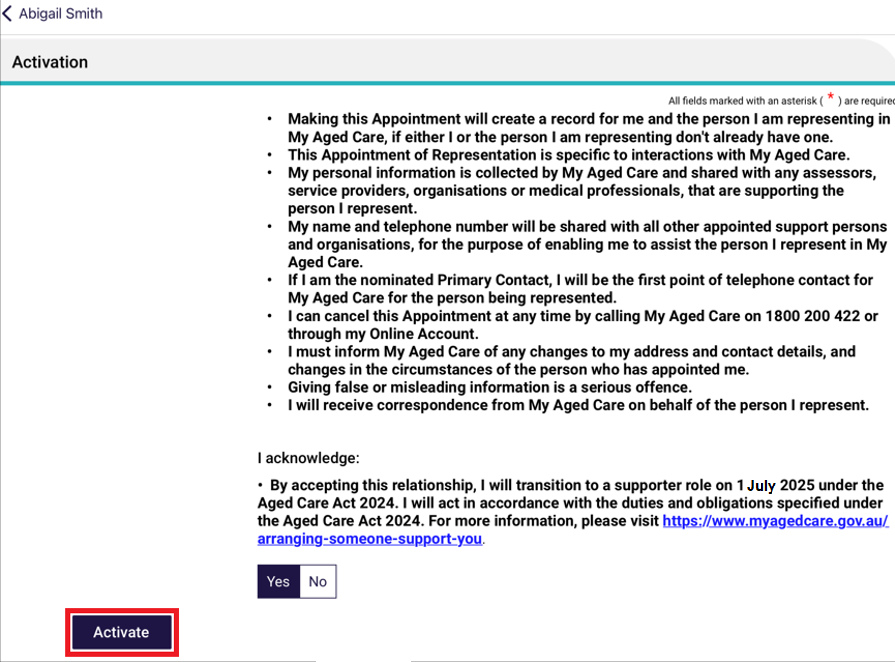 Abigail Smith
Activation
All fields marked with an asterisk ( * ) are required
• Making this Appointment will create a record for me and the person I am representing in
My Aged Care, if either I or the person I am representing don't already have one.
• This Appointment of Representation is specific to interactions with My Aged Care.
• My personal information is collected by My Aged Care and shared with any assessors,
service providers, organisations or medical professionals, that are supporting the
person I represent.
• My name and telephone number will be shared with all other appointed support persons
and organisations, for the purpose of enabling me to assist the person I represent in My
Aged Care.
• If I am the nominated Primary Contact, I will be the first point of telephone contact for
My Aged Care for the person being represented.
• I can cancel this Appointment at any time by calling My Aged Care on 1800 200 422 or
through my Online Account.
• I must inform My Aged Care of any changes to my address and contact details, and
changes in the circumstances of the person who has appointed me.
• Giving false or misleading information is a serious offence.
• I will receive correspondence from My Aged Care on behalf of the person I represent.
I acknowledge:
• By accepting this relationship, I will transition to a supporter role on 1 July 2025 under the
Aged Care Act 2024. I will act in accordance with the duties and obligations specified under
the Aged Care Act 2024. For more information, please visit https://www.myagedcare.gov.au/
arranging-someone-support-you.
Yes No
Activate